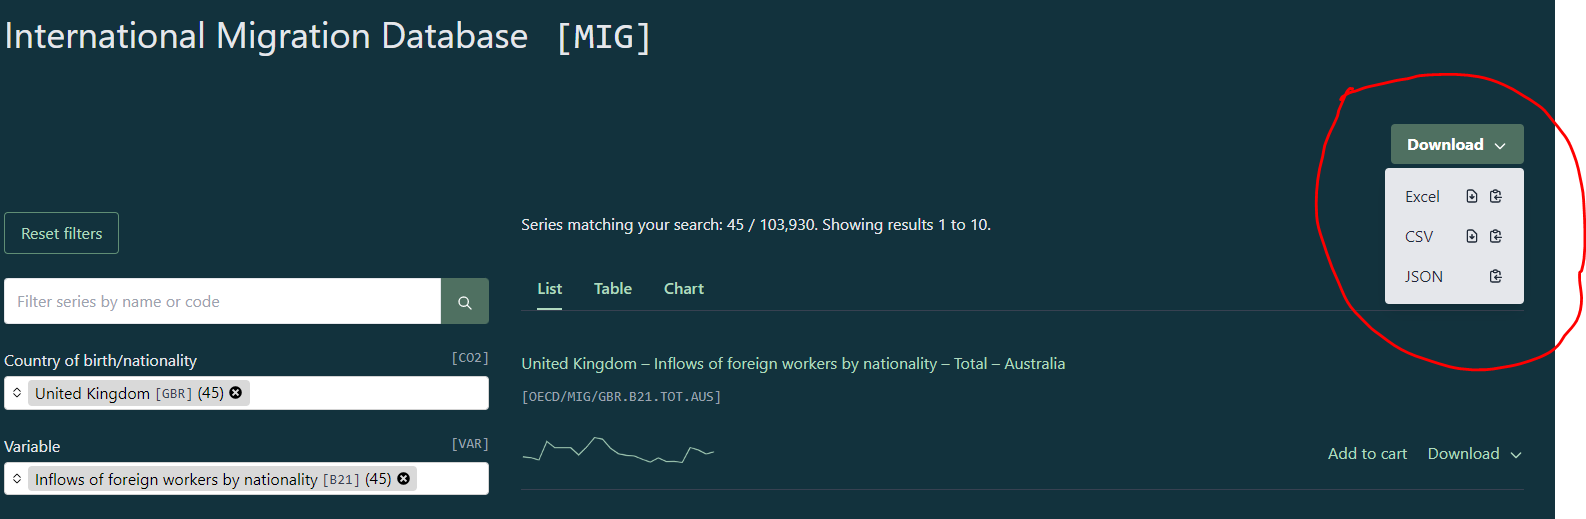 International Migration Database [MIG]
Download
Excel
CSV
JSON
Reset filters
Series matching your search: 45 / 103,930. Showing results 1 to 10.
Filter series by name or code
List Table Chart
Country of birth/nationality [CO2]
United Kingdom [GBR] (45)
Variable [VAR]
Inflows of foreign workers by nationality [B21] (45)
United Kingdom – Inflows of foreign workers by nationality – Total – Australia
[OECD/MIG/GBR.B21.TOT.AUS]
Add to cart Download